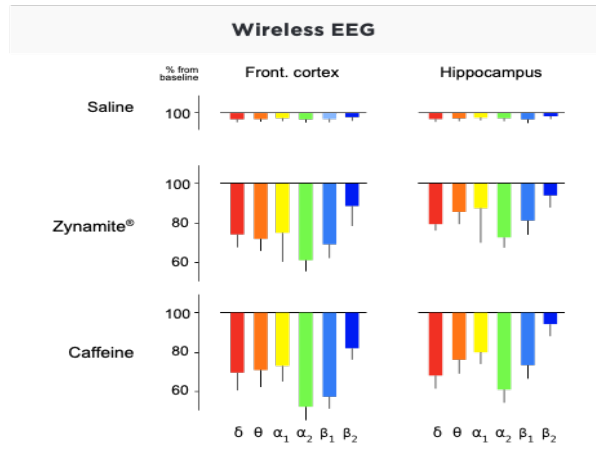 Wireless EEG
% from
baseline
Front. cortex
Hippocampus
Saline
100
Zynamite®
100
80
60
Caffeine
100
80
60
δ θ α1 α2 β1 β2
δ θ α1 α2 β1 β2